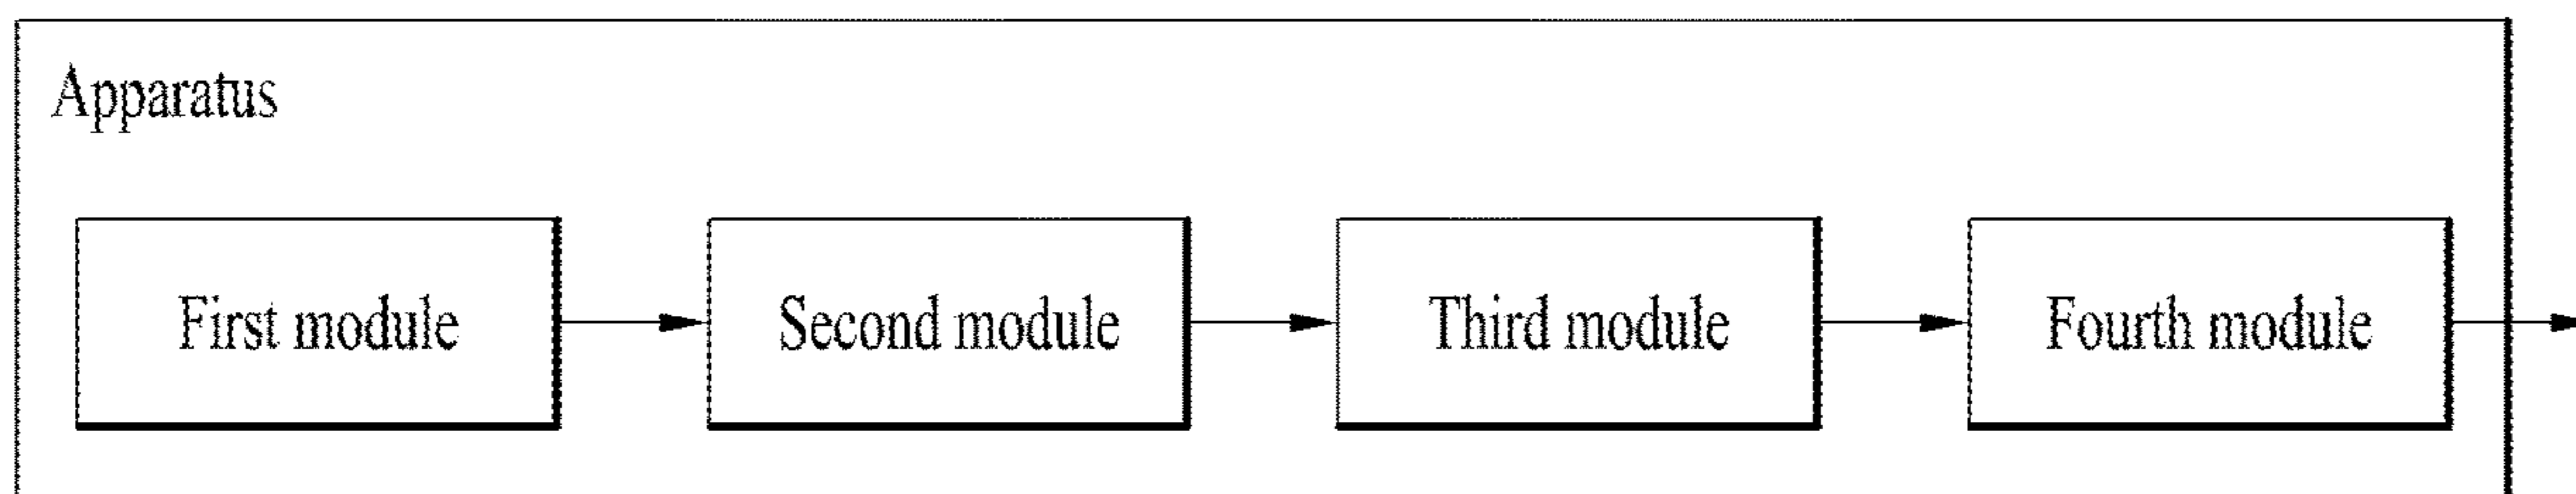 Apparatus
First module
Second module
Third module
Fourth module